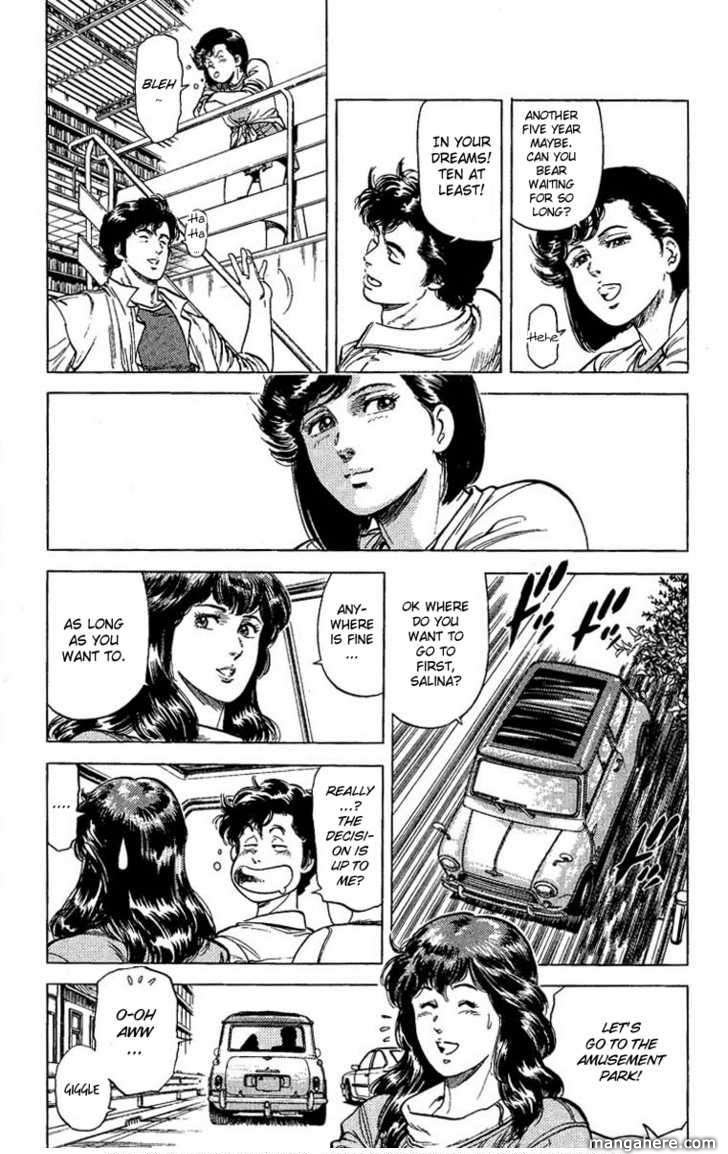 ANOTHER
FIVE YEAR
MAYBE.
CAN YOU
BEAR
WAITING
FOR SO
LONG?
Hehe
IN YOUR
DREAMS!
TEN AT
LEAST!
BLEH
~
Ha
Ha
OK WHERE
DO YOU
WANT TO
GO TO
FIRST,
SALINA?
ドドド
ANY-
WHERE
IS FINE
...
AS LONG
AS YOU
WANT TO.
REALLY
...?
THE
DECISI-
ON IS
UP TO
ME?
....
LET'S
GO TO THE
AMUSEMENT
PARK!
O-OH
AWW
...
GIGGLE
mangahere.com